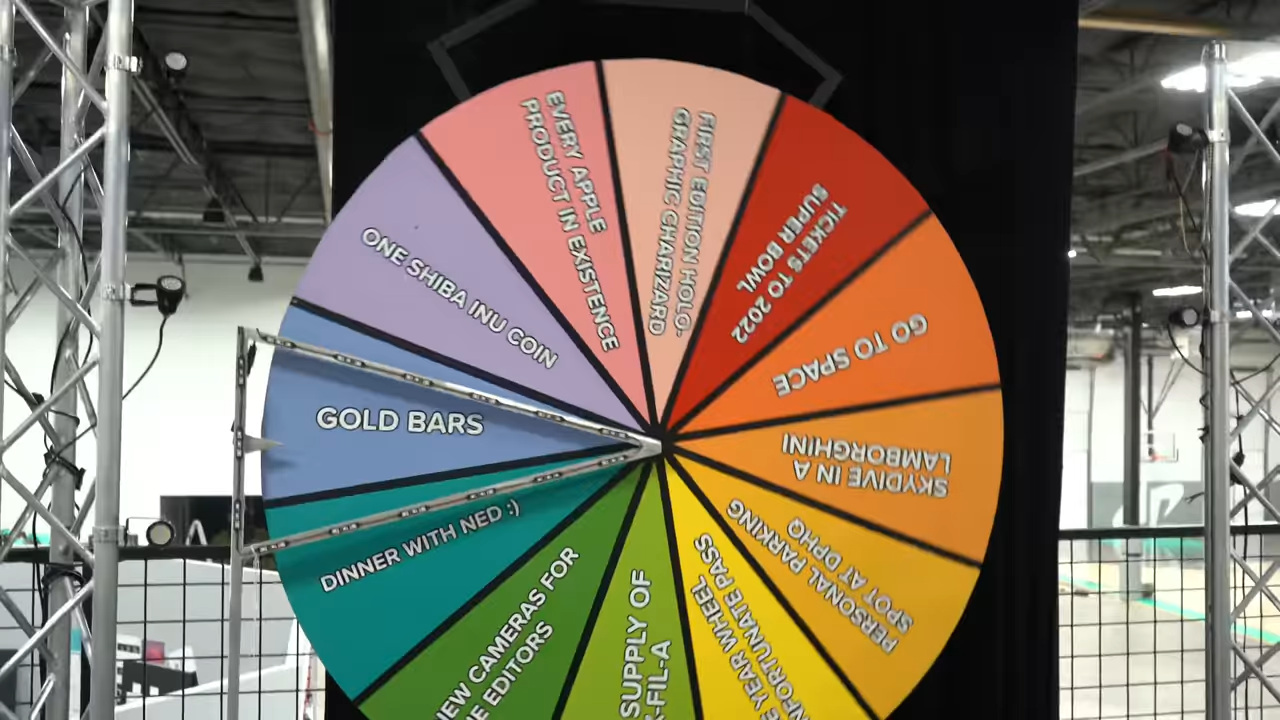 EVERY APPLE
PRODUCT IN EXISTENCE
FIRST EDITION HOLO-
GRAPHIC CHARIZARD
TICKETS TO 2022
SUPER BOWL
GO TO SPACE
SKYDIVE IN A
LAMBORGHINI
PERSONAL PARKING
SPOT AT DPHQ
YEAR WHEEL
PASS
SUPPLY OF
-FIL-A
CAMERAS FOR
EDITORS
DINNER WITH NED :)
GOLD BARS
ONE SHIBA INU COIN